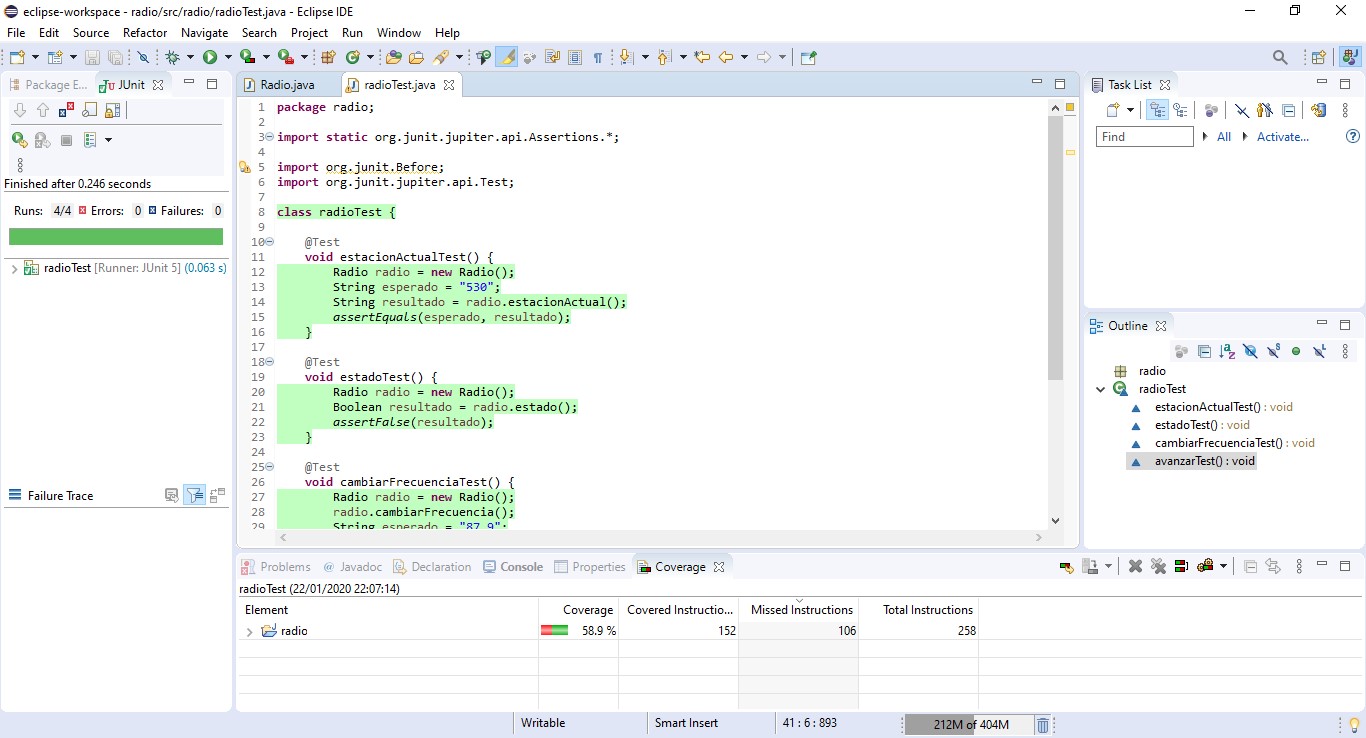 eclipse-workspace - radio/src/radio/radioTest.java - Eclipse IDE
File Edit Source Refactor Navigate Search Project Run Window Help
Package E... JUnit
Finished after 0.246 seconds
Runs: 4/4 Errors: 0 Failures: 0
radioTest [Runner: JUnit 5] (0.063 s)
Failure Trace
Radio.java radioTest.java
1 package radio;
2
3 import static org.junit.jupiter.api.Assertions.*;
4
5 import org.junit.Before;
6 import org.junit.jupiter.api.Test;
7
8 class radioTest {
9
10 @Test
11 void estacionActualTest() {
12 Radio radio = new Radio();
13 String esperado = "530";
14 String resultado = radio.estacionActual();
15 assertEquals(esperado, resultado);
16 }
17
18 @Test
19 void estadoTest() {
20 Radio radio = new Radio();
21 Boolean resultado = radio.estado();
22 assertFalse(resultado);
23 }
24
25 @Test
26 void cambiarFrecuenciaTest() {
27 Radio radio = new Radio();
28 radio.cambiarFrecuencia();
29 String esperado = "87.9";
Task List
Find All Activate...
Outline
radio
radioTest
estacionActualTest() : void
estadoTest() : void
cambiarFrecuenciaTest() : void
avanzarTest() : void
Problems Javadoc Declaration Console Properties Coverage
radioTest (22/01/2020 22:07:14)
Element Coverage Covered Instructio... Missed Instructions Total Instructions
radio 58.9 % 152 106 258
Writable Smart Insert 41 : 6 : 893 212M of 404M